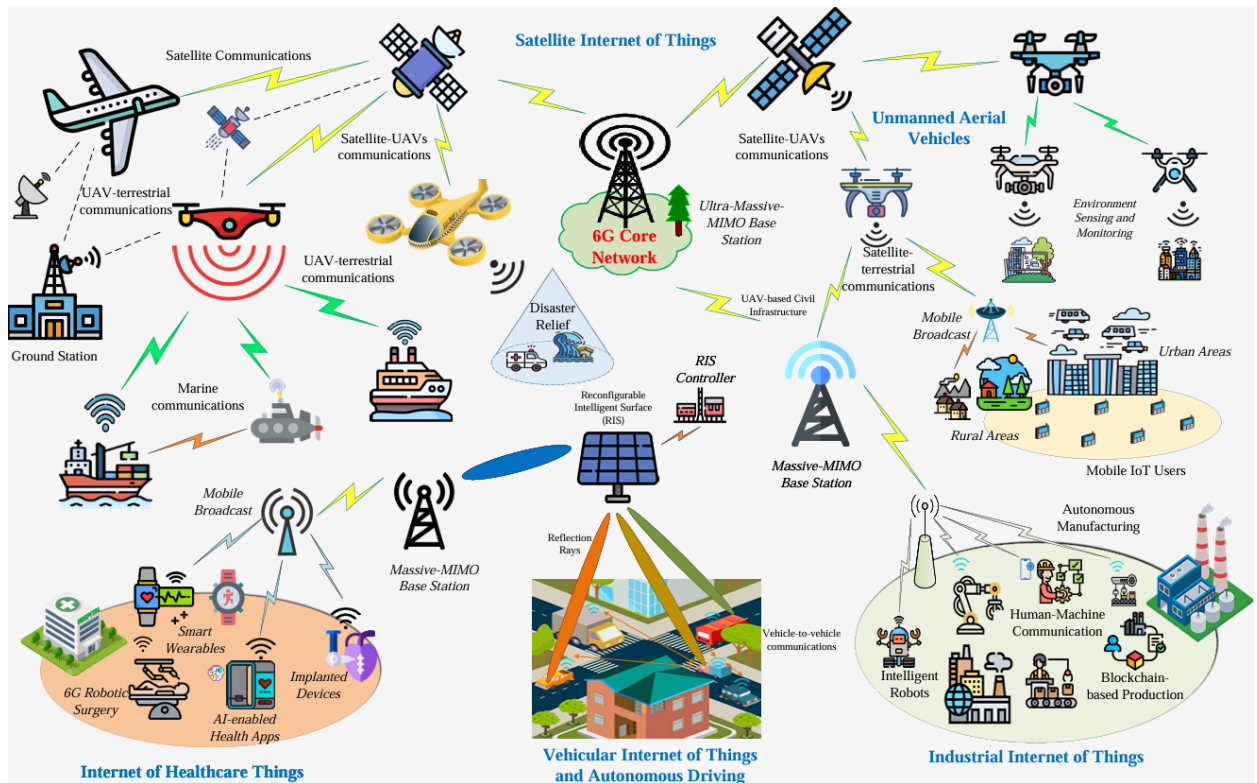 Satellite Internet of Things
Satellite Communications
Satellite-UAVs
communications
Satellite-UAVs
communications
Unmanned Aerial
Vehicles
UAV-terrestrial
communications
Ultra-Massive-
MIMO Base
Station
6G Core
Network
Environment
Sensing and
Monitoring
UAV-terrestrial
communications
Satellite-
terrestrial
communications
UAV-based Civil
Infrastructure
Ground Station
Disaster
Relief
Mobile
Broadcast
Urban Areas
RIS
Controller
Marine
communications
Reconfigurable
Intelligent Surface
(RIS)
Rural Areas
Mobile IoT Users
Massive-MIMO
Base Station
Mobile
Broadcast
Massive-MIMO
Base Station
Reflection
Rays
Autonomous
Manufacturing
Smart
Wearables
Implanted
Devices
6G Robotic
Surgery
AI-enabled
Health Apps
Vehicle-to-vehicle
communications
Human-Machine
Communication
Intelligent
Robots
Blockchain-
based Production
Internet of Healthcare Things
Vehicular Internet of Things
and Autonomous Driving
Industrial Internet of Things